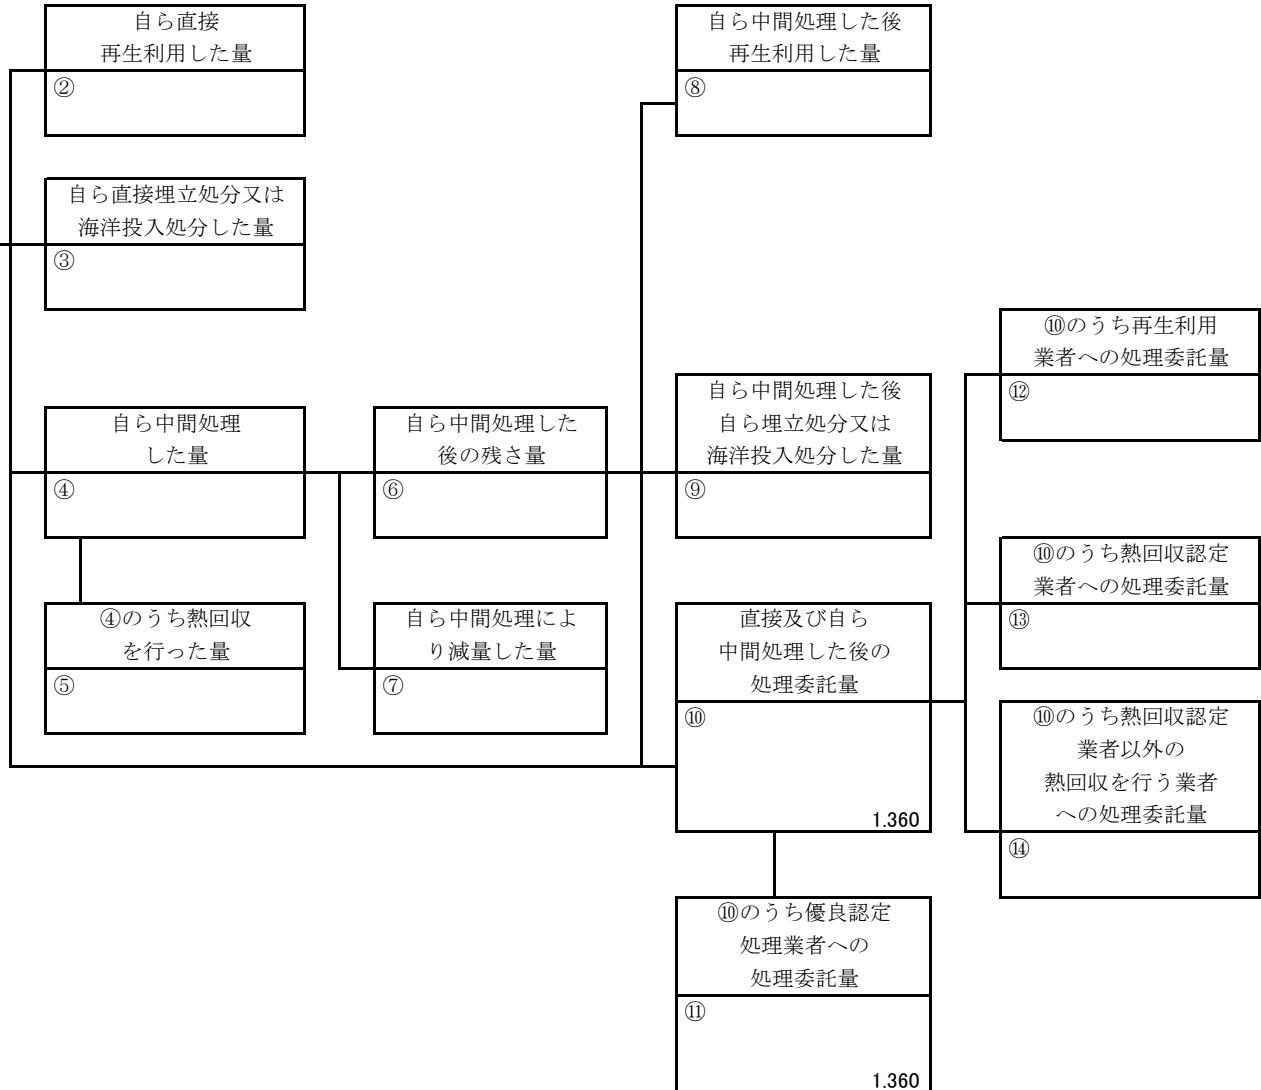 自ら直接
再生利用した量
②
自ら中間処理した後
再生利用した量
⑧
自ら直接埋立処分又は
海洋投入処分した量
③
⑩のうち再生利用
業者への処理委託量
⑫
自ら中間処理
した量
④
自ら中間処理した
後の残さ量
⑥
自ら中間処理した後
自ら埋立処分又は
海洋投入処分した量
⑨
⑩のうち熱回収認定
業者への処理委託量
⑬
④のうち熱回収
を行った量
⑤
自ら中間処理によ
り減量した量
⑦
直接及び自ら
中間処理した後の
処理委託量
⑩
1.360
⑩のうち熱回収認定
業者以外の
熱回収を行う業者
への処理委託量
⑭
⑩のうち優良認定
処理業者への
処理委託量
⑪
1.360